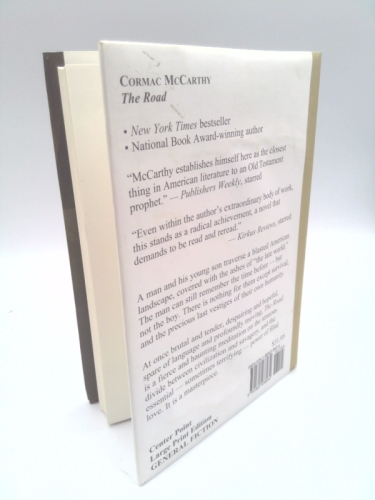 CORMAC MCCARTHY
The Road
• New York Times bestseller
• National Book Award-winning author
“McCarthy establishes himself here as the closest
thing in American literature to an Old Testament
prophet.” — Publishers Weekly, starred
“Even within the author’s extraordinary body of work,
this stands as a radical achievement, a novel that
demands to be read and reread.”
— Kirkus Reviews, starred
A man and his young son traverse a blasted American
landscape, covered with the ashes of “the late world.”
The man can still remember the time before — but
not the boy. There is nothing for them except survival,
and the precious last vestiges of their own humanity.
At once brutal and tender, despairing and hopeful,
spare of language and profoundly moving, The Road
is a fierce and haunting meditation on the tenuous
divide between civilization and savagery, and the
essential — sometimes terrifying — power of filial
love. It is a masterpiece.
Center Point
Large Print Edition
GENERAL FICTION